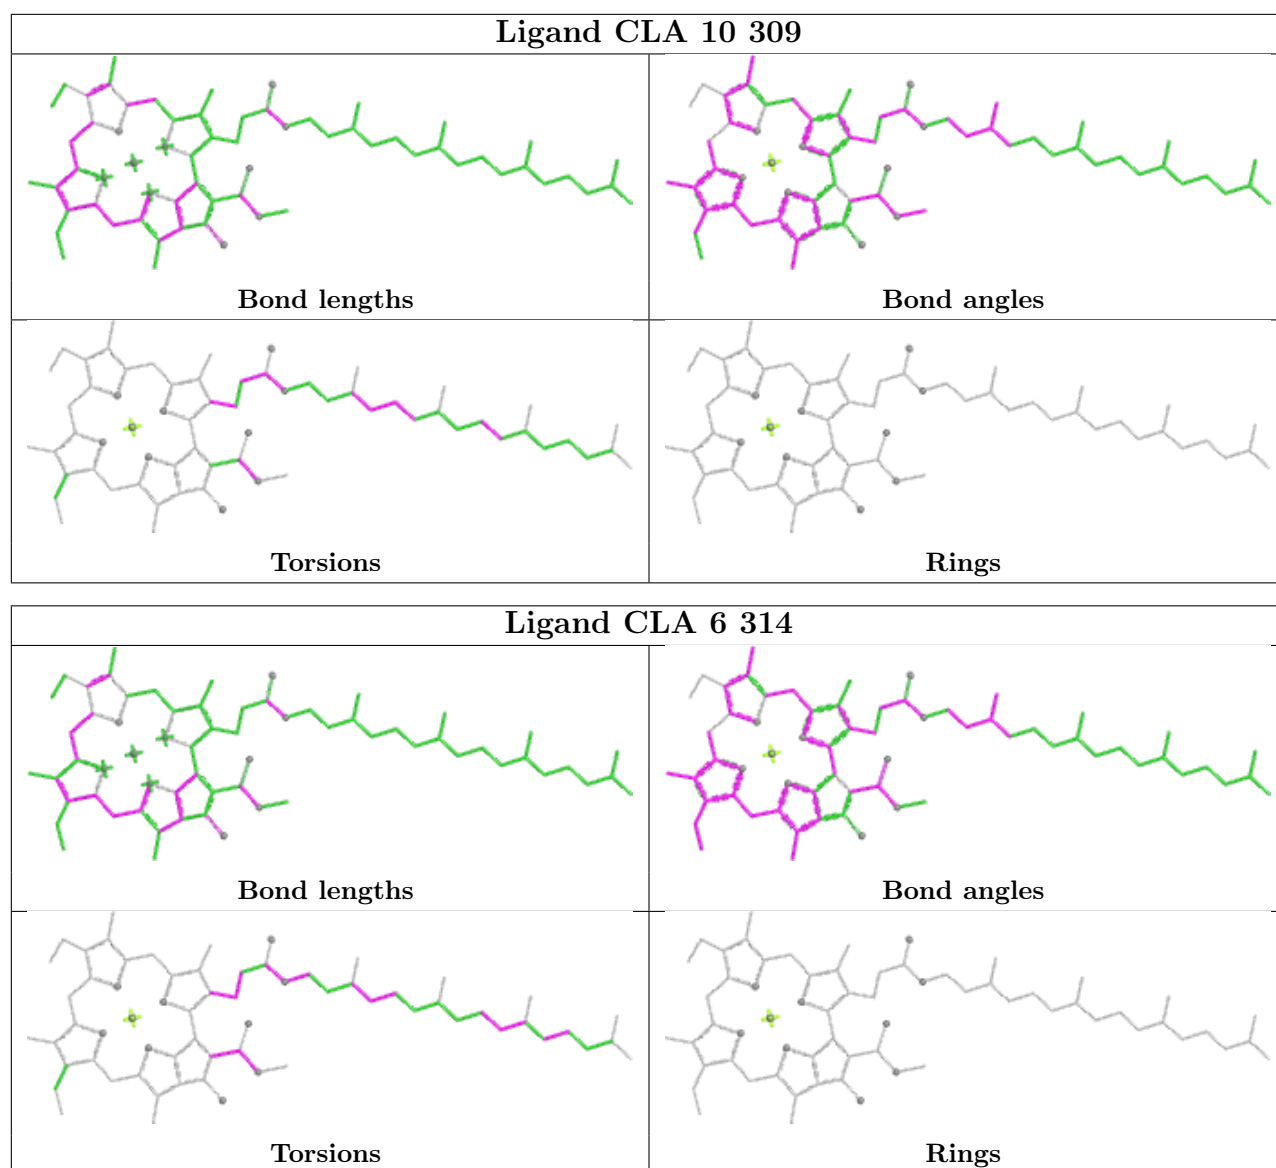 Ligand CLA 10 309
Bond lengths
Bond angles
Torsions
Rings
Ligand CLA 6 314
Bond lengths
Bond angles
Torsions
Rings